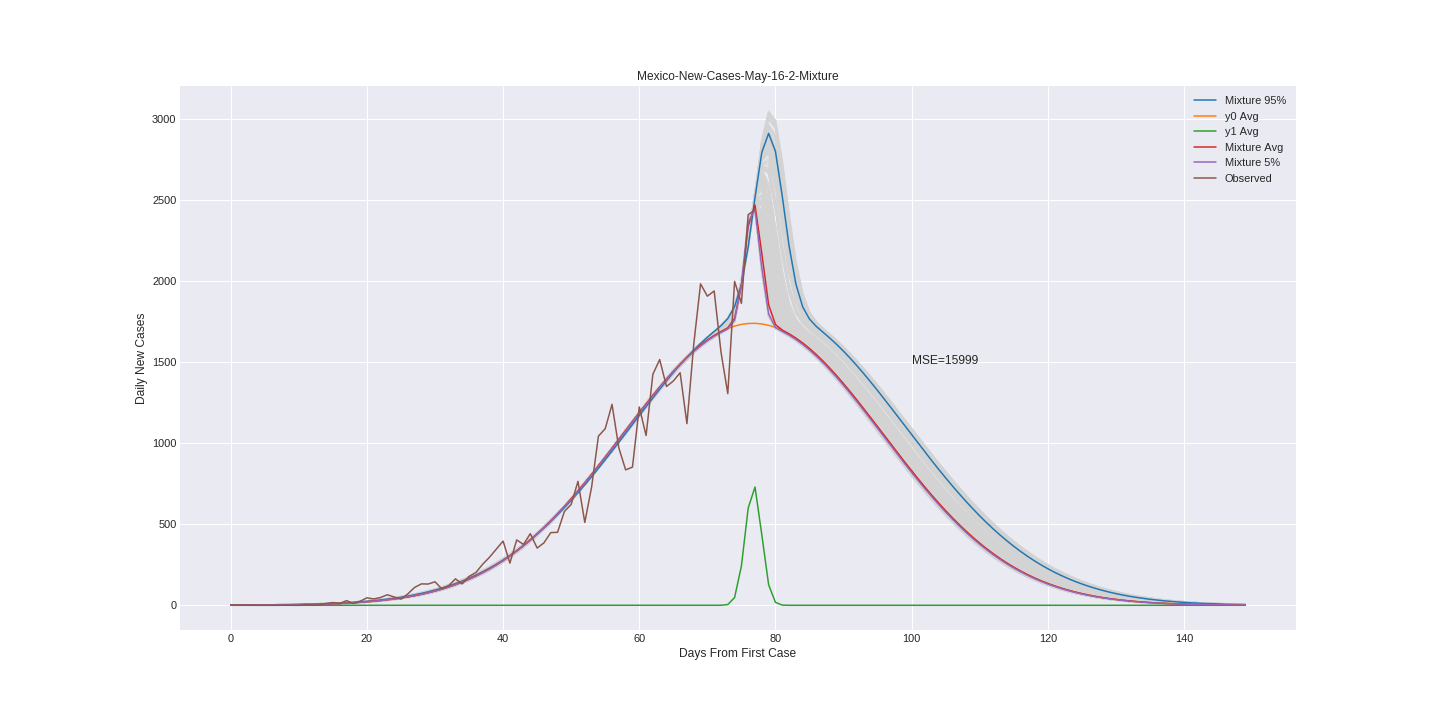 Mexico-New-Cases-May-16-2-Mixture
Mixture 95%
y0 Avg
y1 Avg
Mixture Avg
Mixture 5%
Observed
3000
2500
2000
1500
1000
500
0
Daily New Cases
MSE=15999
0 20 40 60 80 100 120 140
Days From First Case